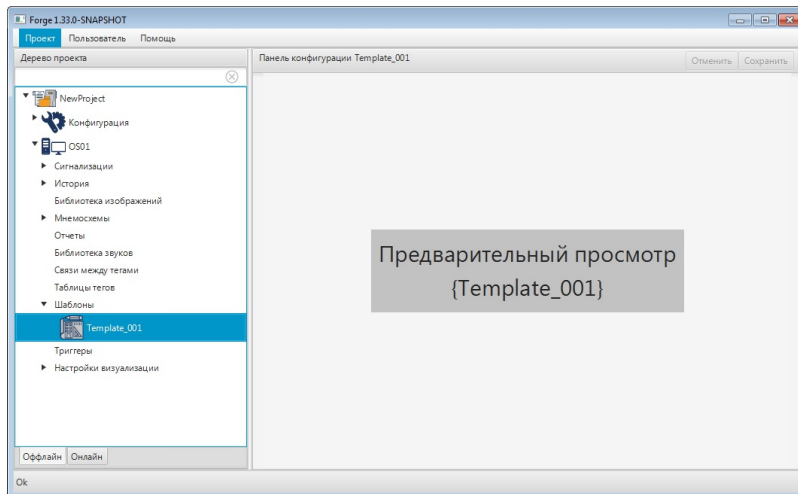 Forge 1.33.0-SNAPSHOT
Проект Пользователь Помощь
Дерево проекта
Панель конфигурации Template_001
Отменить Сохранить
NewProject
Конфигурация
OS01
Сигнализации
История
Библиотека изображений
Мнемосхемы
Отчеты
Библиотека звуков
Связи между тегами
Таблицы тегов
Шаблоны
Template_001
Триггеры
Настройки визуализации
Предварительный просмотр
{Template_001}
Оффлайн Онлайн
Ok